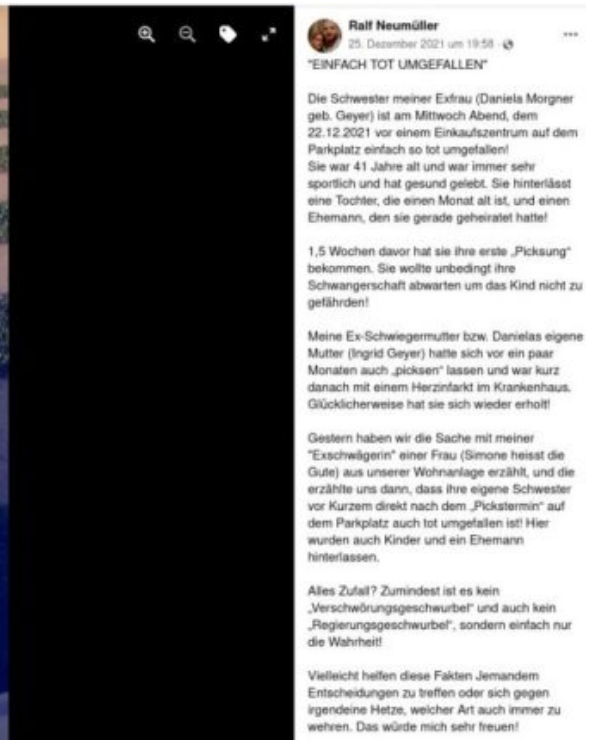 Ralf Neumüller
25. Dezember 2021 um 19:58 ·
"EINFACH TOT UMGEFALLEN"
Die Schwester meiner Exfrau (Daniela Morgner
geb. Geyer) ist am Mittwoch Abend, dem
22.12.2021 vor einem Einkaufszentrum auf dem
Parkplatz einfach so tot umgefallen!
Sie war 41 Jahre alt und war immer sehr
sportlich und hat gesund gelebt. Sie hinterlässt
eine Tochter, die einen Monat alt ist, und einen
Ehemann, den sie gerade geheiratet hatte!
1,5 Wochen davor hat sie ihre erste „Picksung"
bekommen. Sie wollte unbedingt ihre
Schwangerschaft abwarten um das Kind nicht zu
gefährden!
Meine Ex-Schwiegermutter bzw. Danielas eigene
Mutter (Ingrid Geyer) hatte sich vor ein paar
Monaten auch „picksen" lassen und war kurz
danach mit einem Herzinfarkt im Krankenhaus.
Glücklicherweise hat sie sich wieder erholt!
Gestern haben wir die Sache mit meiner
"Exschwägerin" einer Frau (Simone heisst die
Gute) aus unserer Wohnanlage erzählt, und die
erzählte uns dann, dass ihre eigene Schwester
vor Kurzem direkt nach dem „Pickstermin" auf
dem Parkplatz auch tot umgefallen ist! Hier
wurden auch Kinder und ein Ehemann
hinterlassen.
Alles Zufall? Zumindest ist es kein
„Verschwörungsgeschwurbel" und auch kein
„Regierungsgeschwurbel", sondern einfach nur
die Wahrheit!
Vielleicht helfen diese Fakten Jemandem
Entscheidungen zu treffen oder sich gegen
irgendeine Hetze, welcher Art auch immer zu
wehren. Das würde mich sehr freuen!